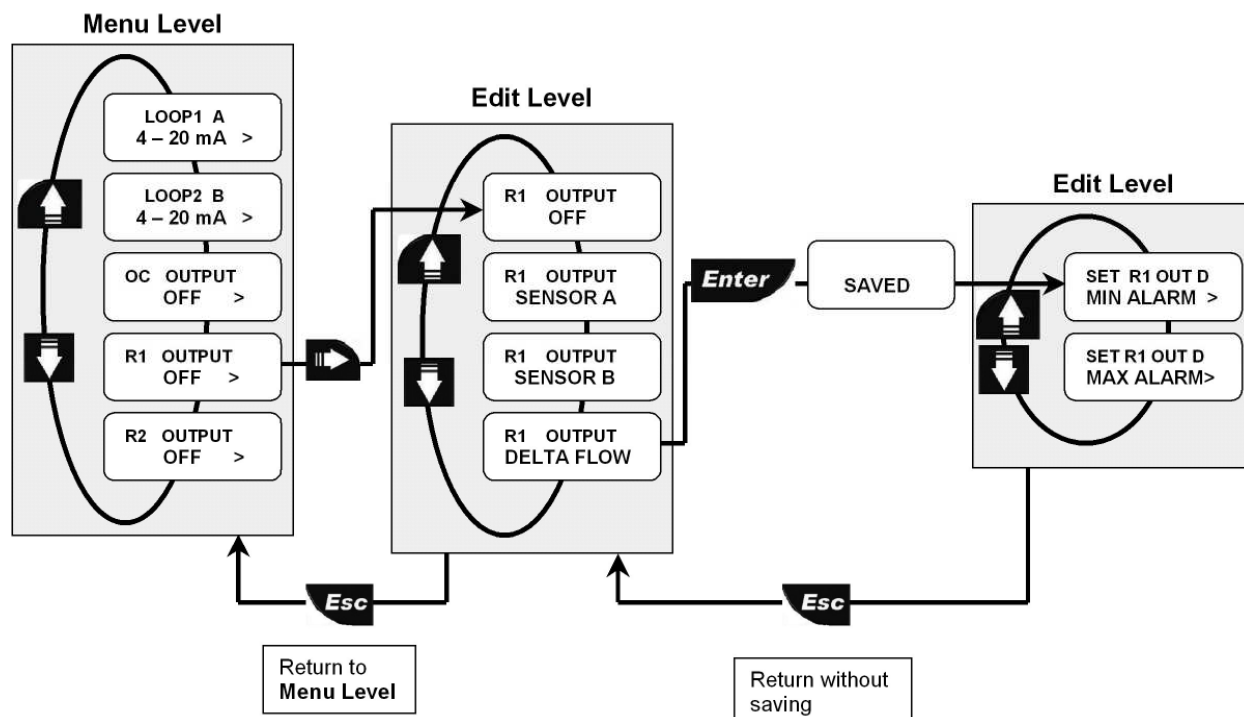 Menu Level
LOOP1 A
4 – 20 mA >
LOOP2 B
4 – 20 mA >
OC OUTPUT
OFF >
R1 OUTPUT
OFF >
R2 OUTPUT
OFF >
Edit Level
R1 OUTPUT
OFF
R1 OUTPUT
SENSOR A
R1 OUTPUT
SENSOR B
R1 OUTPUT
DELTA FLOW
Enter
SAVED
Edit Level
SET R1 OUT D
MIN ALARM >
SET R1 OUT D
MAX ALARM>
Esc
Esc
Return to
Menu Level
Return without
saving